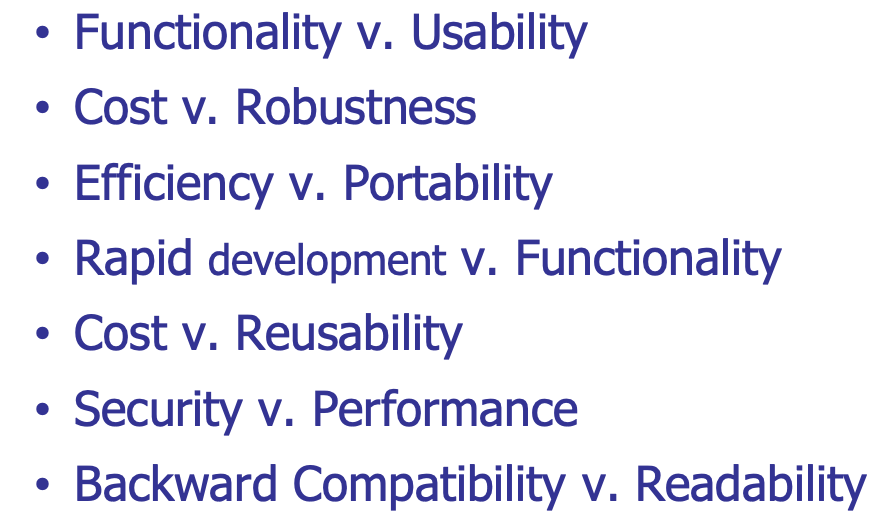 • Functionality v. Usability
• Cost v. Robustness
• Efficiency v. Portability
• Rapid development v. Functionality
• Cost v. Reusability
• Security v. Performance
• Backward Compatibility v. Readability